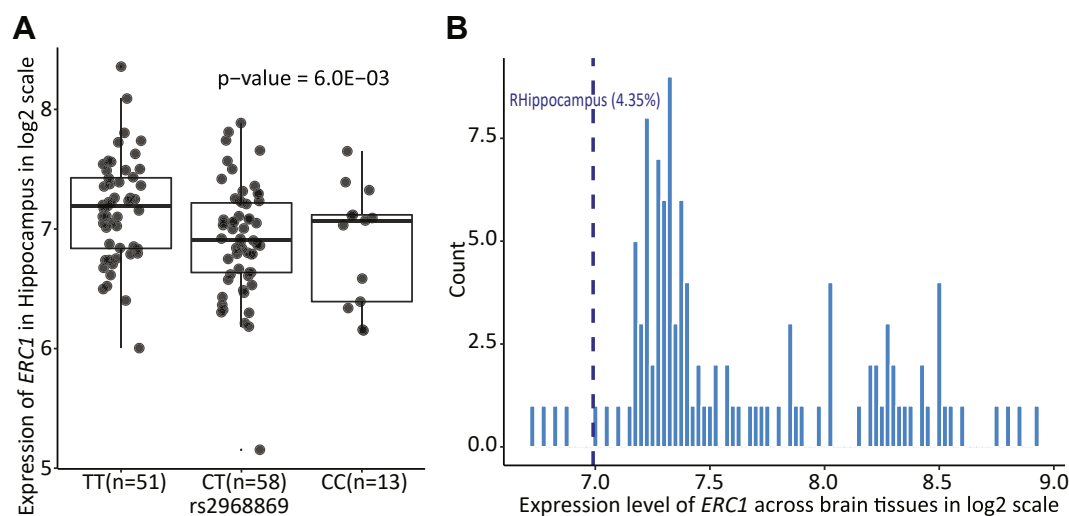 A
Expression of ERC1 in Hippocampus in log2 scale
p−value = 6.0E−03
8
7
6
5
TT(n=51) CT(n=58) CC(n=13)
rs2968869
B
RHippocampus (4.35%)
Count
7.5
5.0
2.5
0.0
7.0 7.5 8.0 8.5 9.0
Expression level of ERC1 across brain tissues in log2 scale